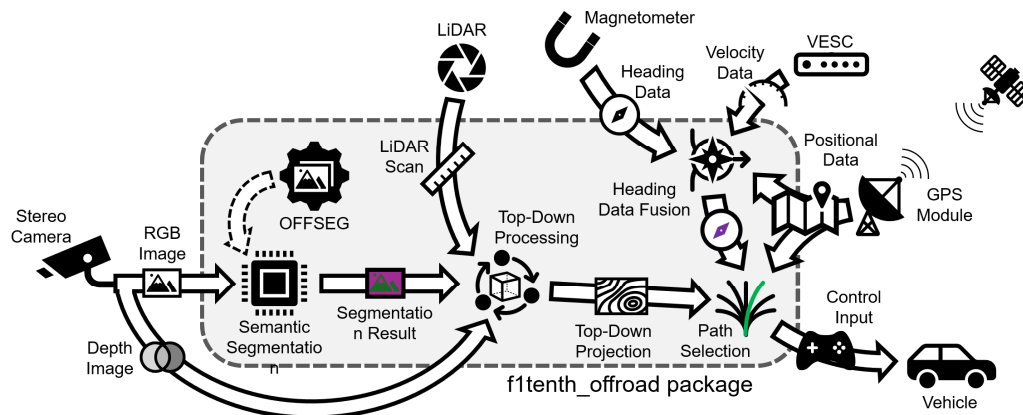 Magnetometer
LiDAR
VESC
Velocity
Data
Heading
Data
Positional
Data
LiDAR
Scan
OFFSEG
Heading
Data Fusion
GPS
Module
Stereo
Camera
RGB
Image
Top-Down
Processing
Semantic
Segmentatio
n
Segmentatio
n Result
Top-Down
Projection
Path
Selection
Control
Input
Depth
Image
f1tenth_offroad package
Vehicle